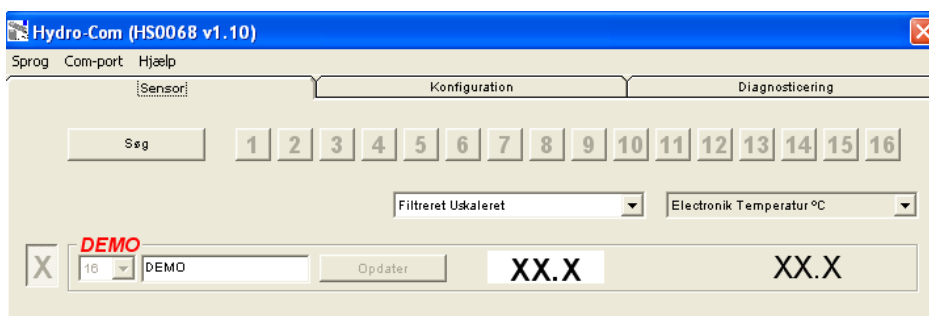 Hydro-Com (HS0068 v1.10)
Sprog Com-port Hjælp
Sensor Konfiguration Diagnosticering
Søg 1 2 3 4 5 6 7 8 9 10 11 12 13 14 15 16
Filtreret Uskaleret Electronik Temperatur ºC
DEMO
X 16 DEMO Opdater XX.X XX.X